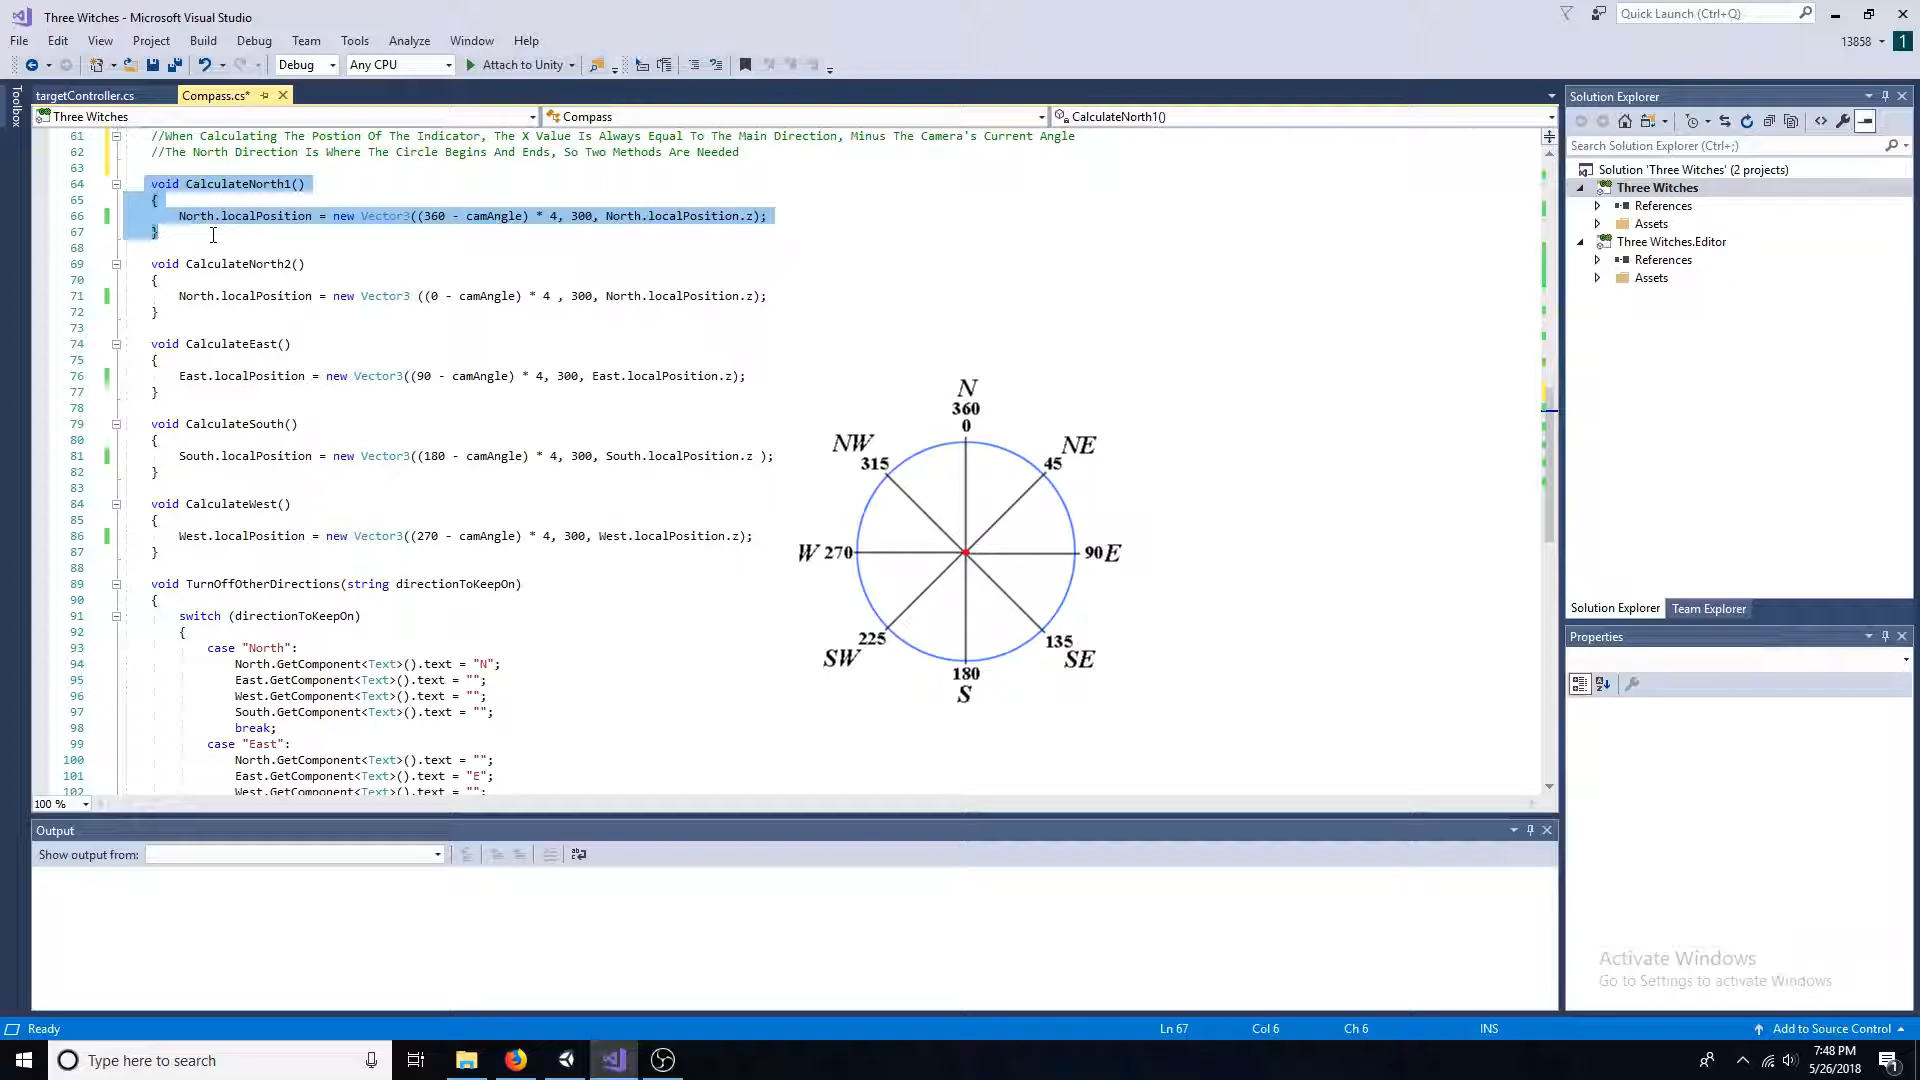 Three Witches - Microsoft Visual Studio
Quick Launch (Ctrl+Q)
File Edit View Project Build Debug Team Tools Analyze Window Help
13858
1
Debug Any CPU Attach to Unity
Toolbox
targetController.cs
Compass.cs*
Three Witches
Compass
CalculateNorth1()
61 //When Calculating The Postion Of The Indicator, The X Value Is Always Equal To The Main Direction, Minus The Camera's Current Angle
62 //The North Direction Is Where The Circle Begins And Ends, So Two Methods Are Needed
63
64 void CalculateNorth1()
65 {
66 North.localPosition = new Vector3((360 - camAngle) * 4, 300, North.localPosition.z);
67 }
68
69 void CalculateNorth2()
70 {
71 North.localPosition = new Vector3 ((0 - camAngle) * 4 , 300, North.localPosition.z);
72 }
73
74 void CalculateEast()
75 {
76 East.localPosition = new Vector3((90 - camAngle) * 4, 300, East.localPosition.z);
77 }
78
79 void CalculateSouth()
80 {
81 South.localPosition = new Vector3((180 - camAngle) * 4, 300, South.localPosition.z );
82 }
83
84 void CalculateWest()
85 {
86 West.localPosition = new Vector3((270 - camAngle) * 4, 300, West.localPosition.z);
87 }
88
89 void TurnOffOtherDirections(string directionToKeepOn)
90 {
91 switch (directionToKeepOn)
92 {
93 case "North":
94 North.GetComponent<Text>().text = "N";
95 East.GetComponent<Text>().text = "";
96 West.GetComponent<Text>().text = "";
97 South.GetComponent<Text>().text = "";
98 break;
99 case "East":
100 North.GetComponent<Text>().text = "";
101 East.GetComponent<Text>().text = "E";
102 West.GetComponent<Text>().text = "";
N
360
0
NW
315
NE
45
W 270
90 E
225
SW
135
SE
180
S
100 %
Solution Explorer
Search Solution Explorer (Ctrl+;)
Solution 'Three Witches' (2 projects)
Three Witches
References
Assets
Three Witches.Editor
References
Assets
Solution Explorer Team Explorer
Properties
Output
Show output from:
Activate Windows
Go to Settings to activate Windows
Ready
Ln 67
Col 6
Ch 6
INS
Add to Source Control
Type here to search
7:48 PM
5/26/2018
1